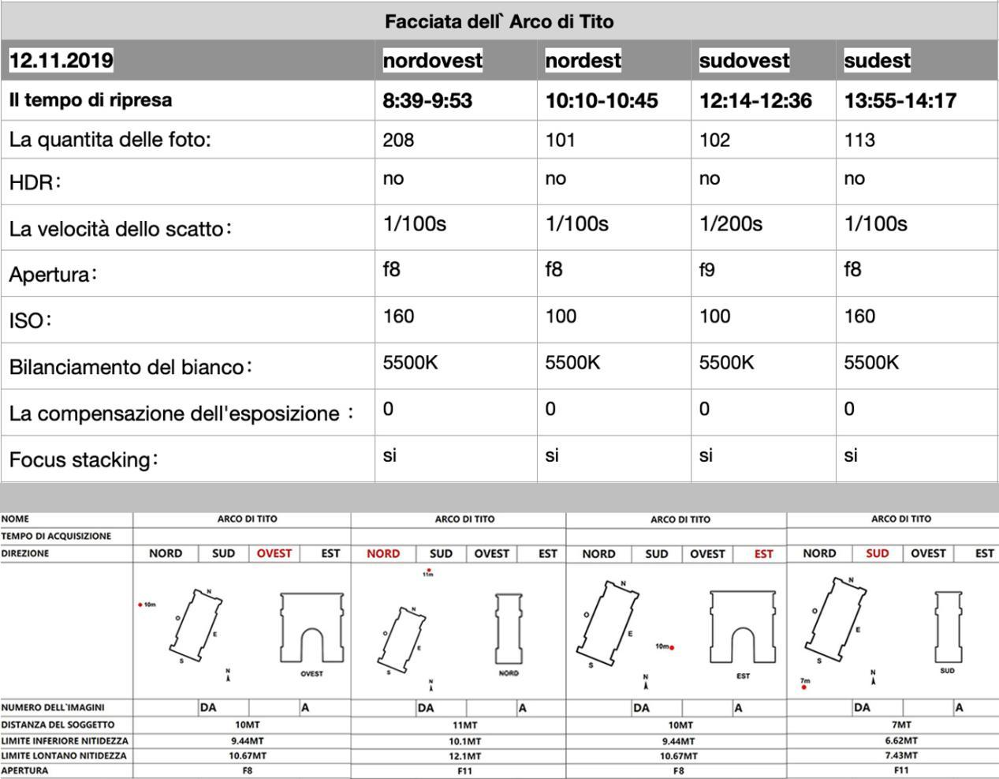 Facciata dell` Arco di Tito
12.11.2019 nordovest nordest sudovest sudest
Il tempo di ripresa 8:39-9:53 10:10-10:45 12:14-12:36 13:55-14:17
La quantita delle foto: 208 101 102 113
HDR: no no no no
La velocità dello scatto: 1/100s 1/100s 1/200s 1/100s
Apertura: f8 f8 f9 f8
ISO: 160 100 100 160
Bilanciamento del bianco: 5500K 5500K 5500K 5500K
La compensazione dell'esposizione : 0 0 0 0
Focus stacking: si si si si
NOME ARCO DI TITO ARCO DI TITO ARCO DI TITO ARCO DI TITO
TEMPO DI ACQUISIZIONE
DIREZIONE NORD SUD OVEST EST NORD SUD OVEST EST NORD SUD OVEST EST NORD SUD OVEST EST
10m N O E S N OVEST
11m N O E S N NORD
N O E S 10m N EST
N O E S 7m N SUD
NUMERO DELL`IMAGINI DA A DA A DA A DA A
DISTANZA DEL SOGGETTO 10MT 11MT 10MT 7MT
LIMITE INFERIORE NITIDEZZA 9.44MT 10.1MT 9.44MT 6.62MT
LIMITE LONTANO NITIDEZZA 10.67MT 12.1MT 10.67MT 7.43MT
APERTURA F8 F11 F8 F11